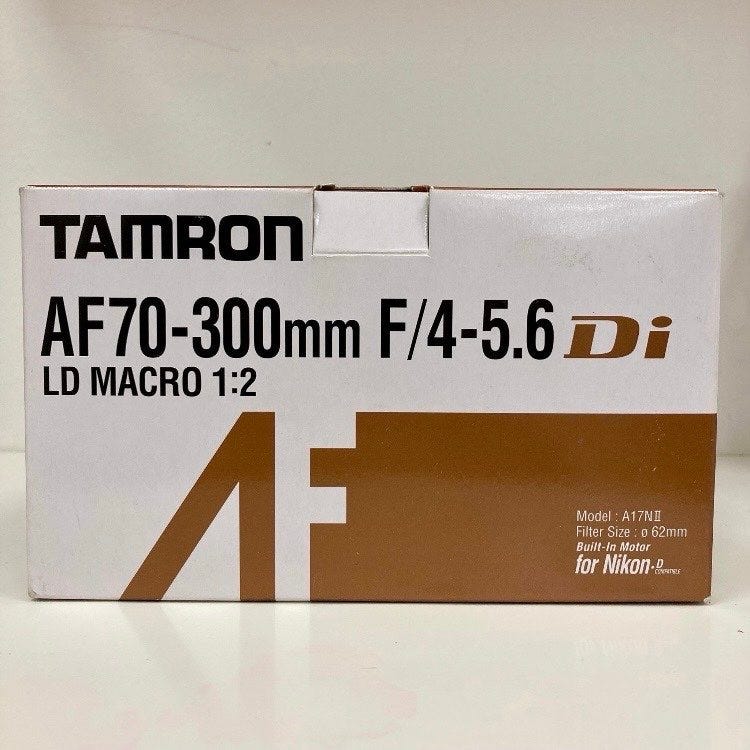 TAMRON
AF70-300mm F/4-5.6 Di
LD MACRO 1:2
AF
Model : A17NⅡ
Filter Size : ø 62mm
Built-In Motor
for Nikon-D
COMPATIBLE